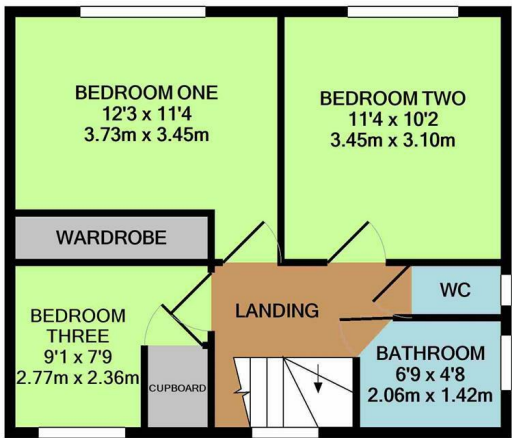 BEDROOM ONE
12'3 x 11'4
3.73m x 3.45m
BEDROOM TWO
11'4 x 10'2
3.45m x 3.10m
WARDROBE
BEDROOM
THREE
9'1 x 7'9
2.77m x 2.36m
CUPBOARD
LANDING
WC
BATHROOM
6'9 x 4'8
2.06m x 1.42m